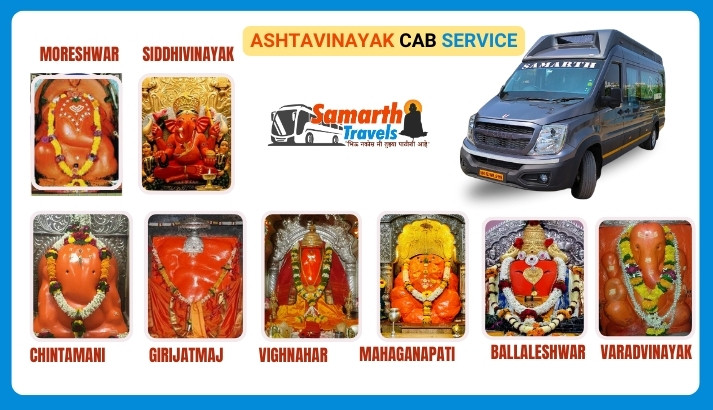 ASHTAVINAYAK CAB SERVICE
MORESHWAR
SIDDHIVINAYAK
SAMARTH
Samarth
Travels
CHINTAMANI
GIRIJATMAJ
VIGHNAHAR
MAHAGANAPATI
BALLALESHWAR
VARADVINAYAK